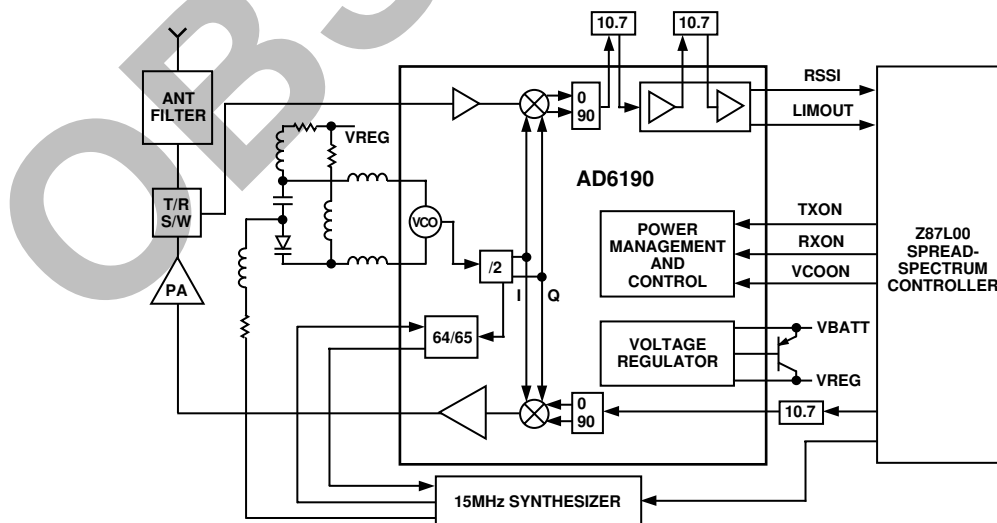 OBS
ANT
FILTER
T/R
S/W
PA
VREG
VCO
/2
I
Q
64/65
10.7
10.7
0
90
AD6190
POWER
MANAGEMENT
AND
CONTROL
VOLTAGE
REGULATOR
RSSI
LIMOUT
TXON
RXON
VCOON
VBATT
VREG
0
90
10.7
Z87L00
SPREAD-
SPECTRUM
CONTROLLER
15MHz SYNTHESIZER